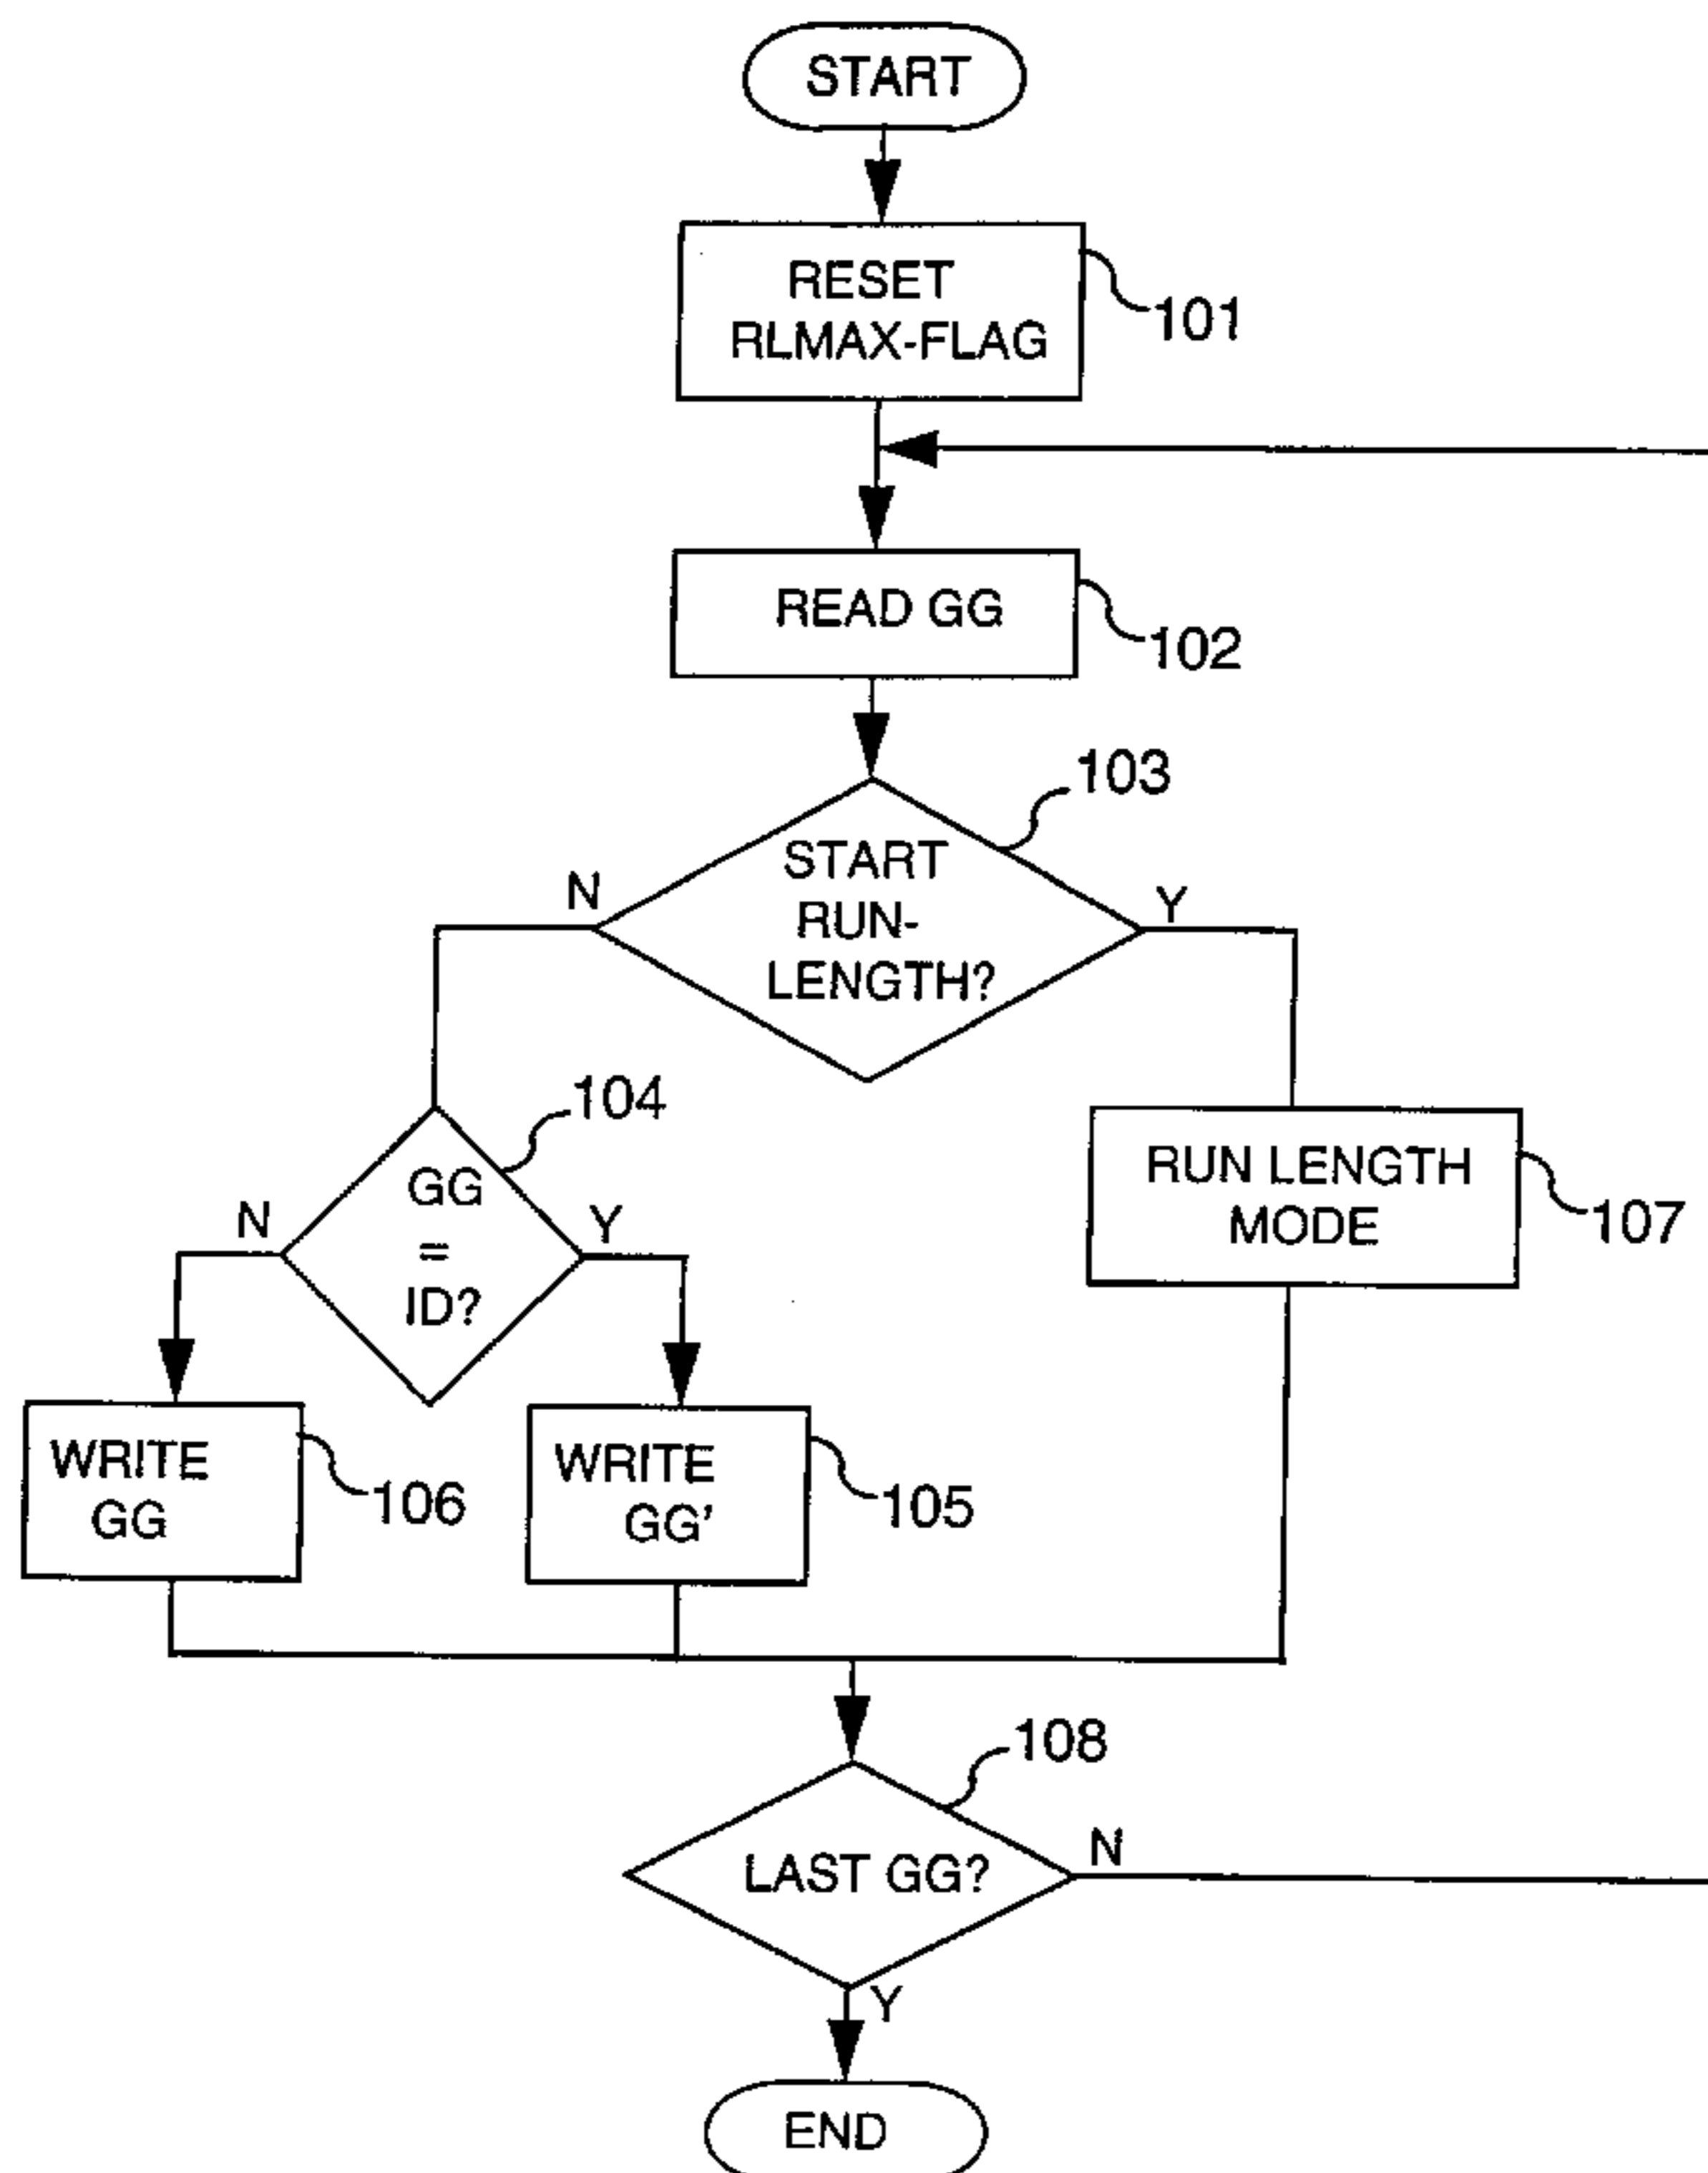 START
RESET
RLMAX-FLAG
101
READ GG
102
103
START
RUN-
LENGTH?
N
Y
104
GG
=
ID?
N
Y
RUN LENGTH
MODE
107
WRITE
GG
106
WRITE
GG'
105
108
LAST GG?
N
Y
END